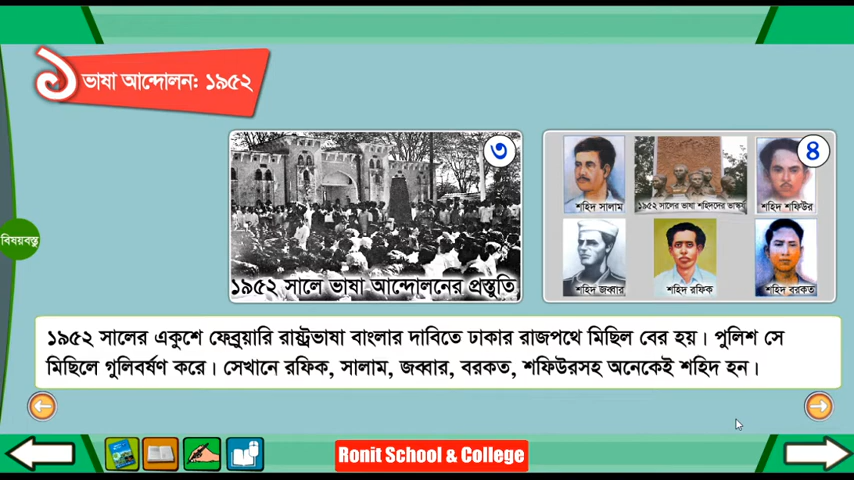 ১
ভাষা আন্দোলন: ১৯৫২
৩
১৯৫২ সালে ভাষা আন্দোলনের প্রস্তুতি
৪
শহিদ সালাম
১৯৫২ সালের ভাষা শহিদদের ভাস্কর্য
শহিদ শফিউর
শহিদ জব্বার
শহিদ রফিক
শহিদ বরকত
বিষয়বস্তু
১৯৫২ সালের একুশে ফেব্রুয়ারি রাষ্ট্রভাষা বাংলার দাবিতে ঢাকার রাজপথে মিছিল বের হয়। পুলিশ সে
মিছিলে গুলিবর্ষণ করে। সেখানে রফিক, সালাম, জব্বার, বরকত, শফিউরসহ অনেকেই শহিদ হন।
Ronit School & College